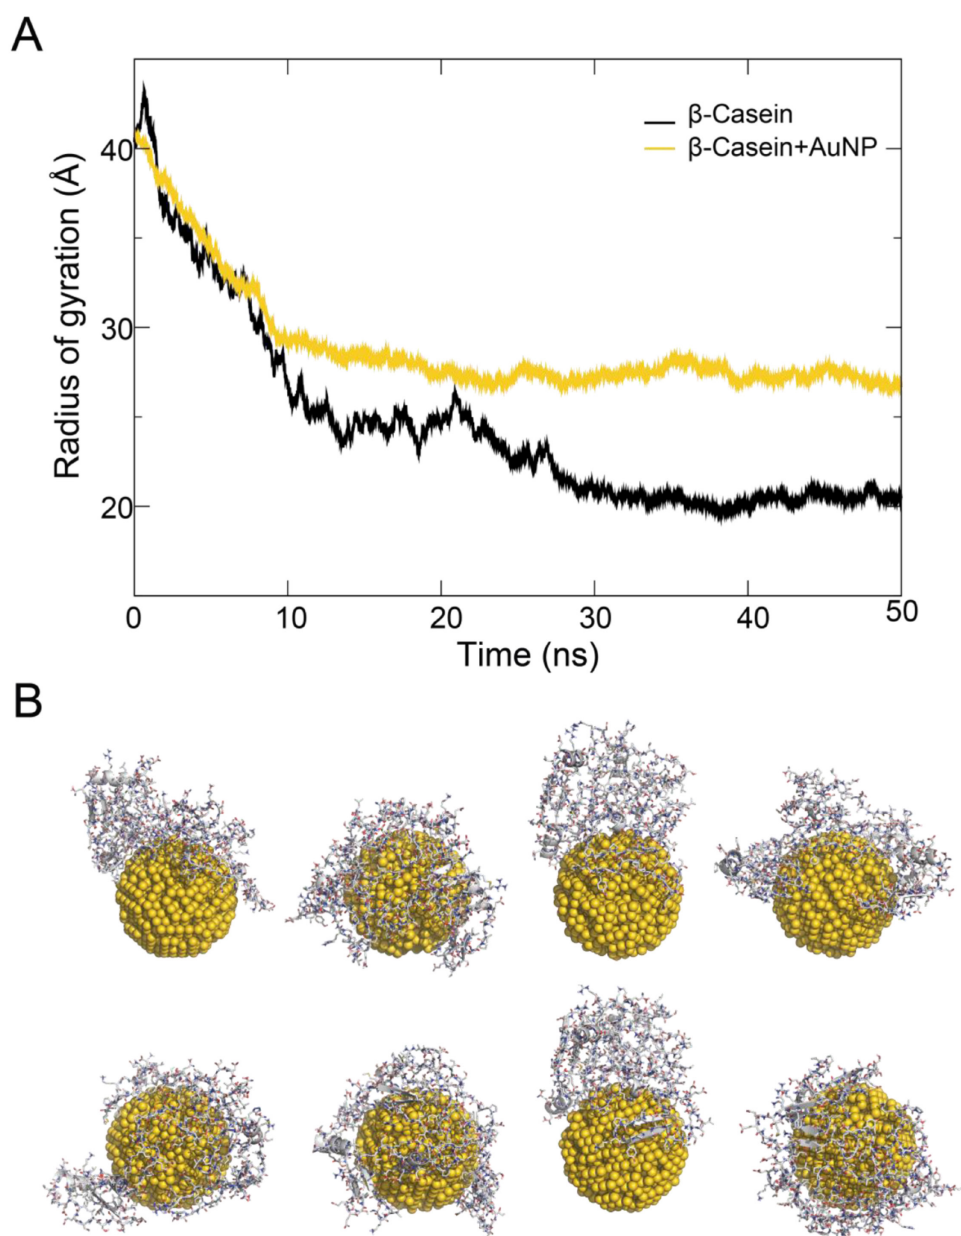 A
β-Casein
β-Casein+AuNP
Radius of gyration (Å)
40
30
20
0 10 20 30 40 50
Time (ns)
B